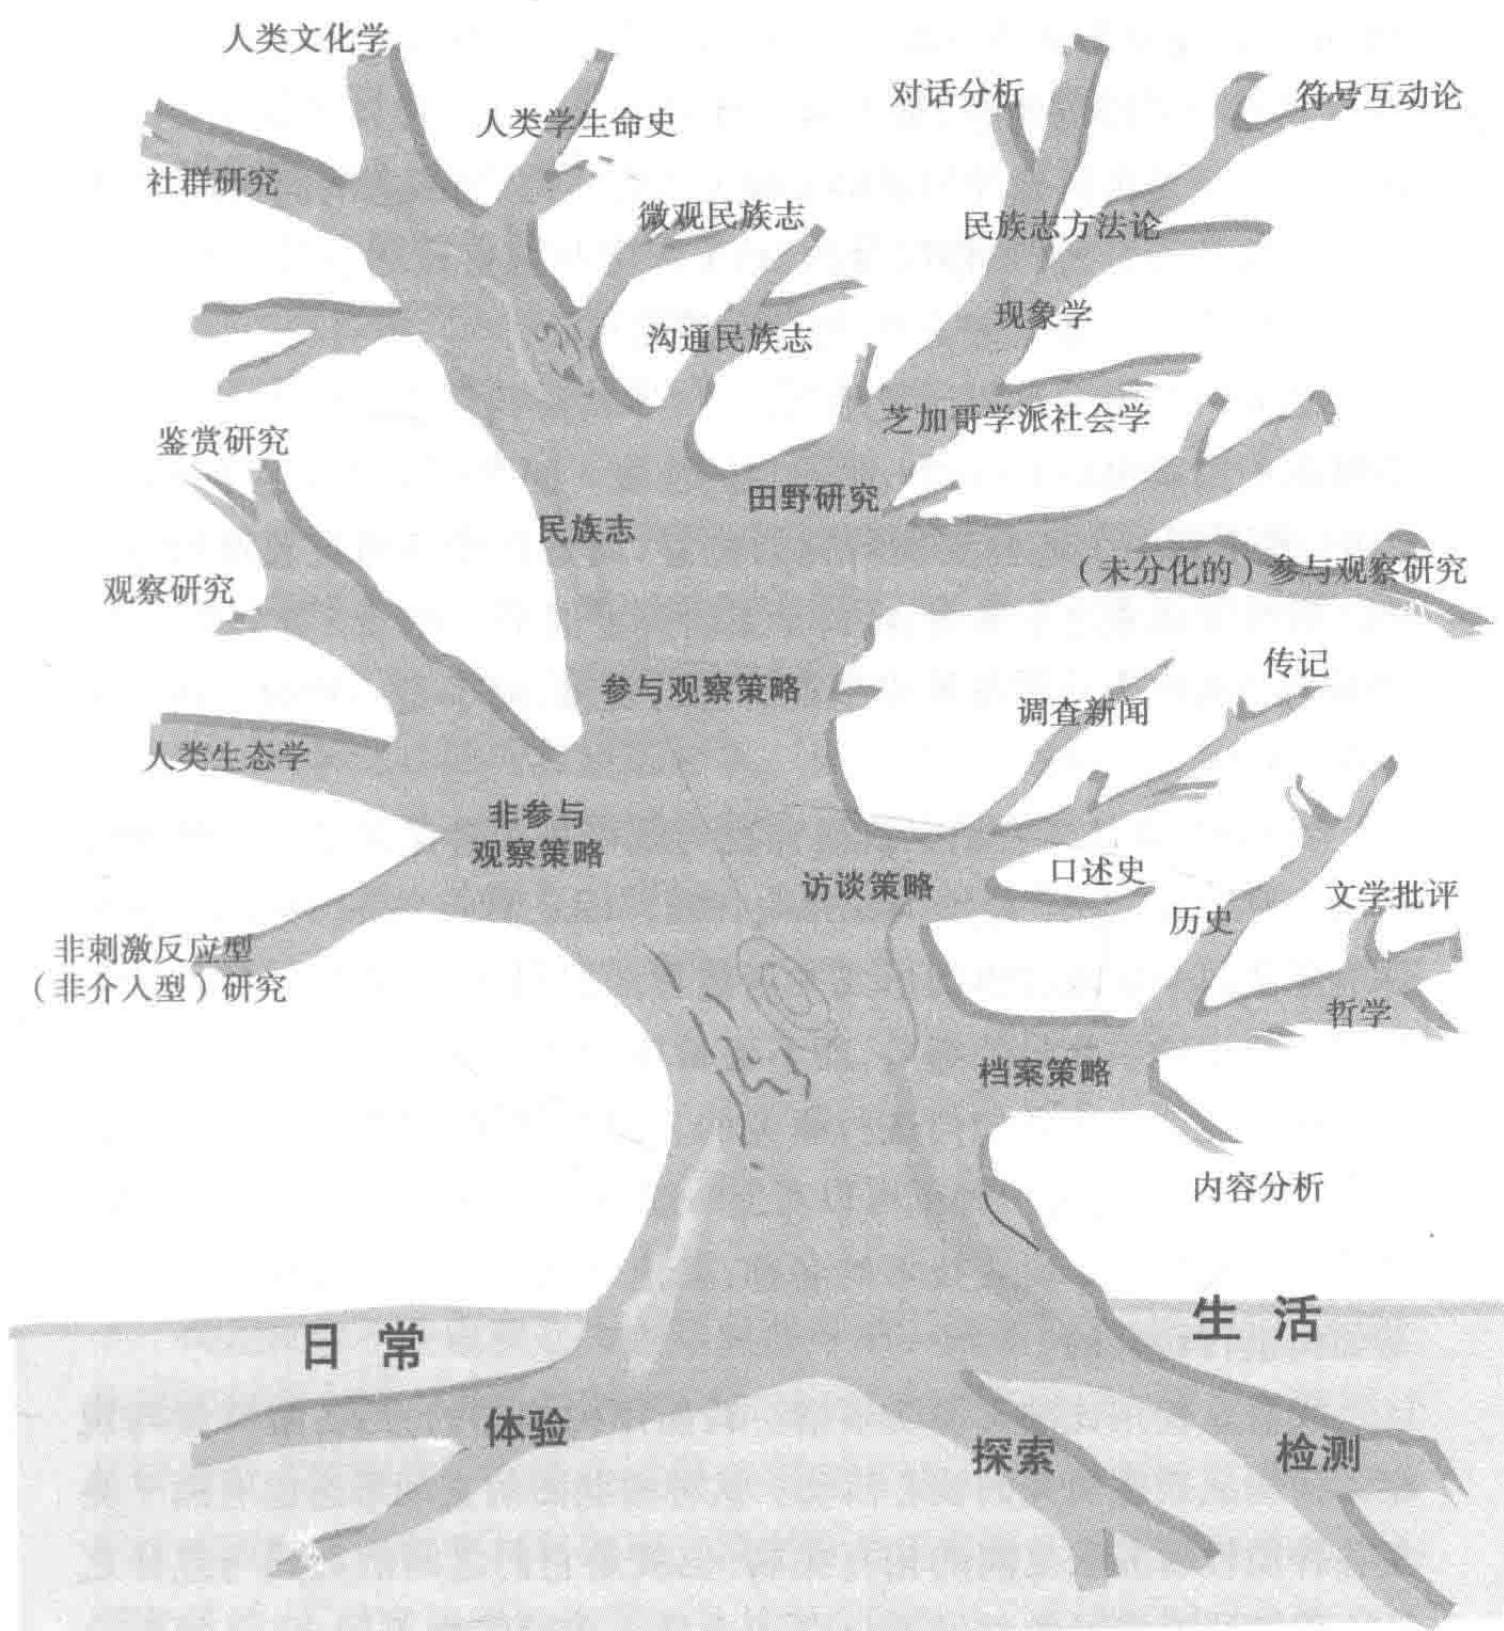 人类文化学
对话分析
符号互动论
人类学生命史
社群研究
微观民族志
民族志方法论
现象学
沟通民族志
芝加哥学派社会学
鉴赏研究
田野研究
民族志
(未分化的)参与观察研究
观察研究
传记
参与观察策略
调查新闻
人类生态学
非参与
观察策略
访谈策略
口述史
文学批评
历史
非刺激反应型
(非介入型)研究
哲学
档案策略
内容分析
日常
生活
体验
探索
检测